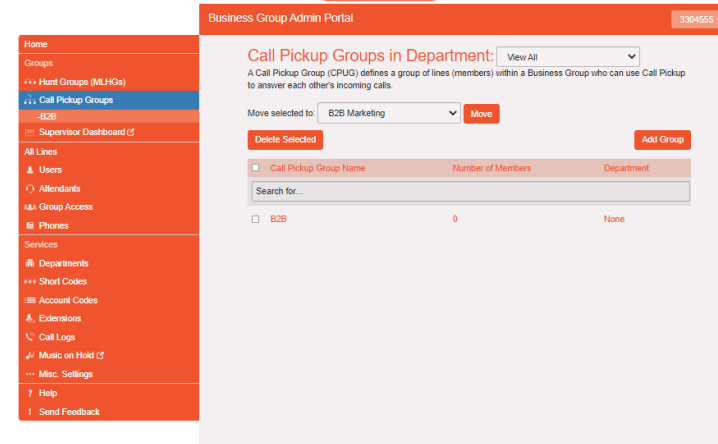 Business Group Admin Portal
3304555
Home
Groups
Hunt Groups (MLHGs)
Call Pickup Groups
-B2B
Supervisor Dashboard
All Lines
Users
Attendants
Group Access
Phones
Services
Departments
Short Codes
Account Codes
Extensions
Call Logs
Music on Hold
Misc. Settings
? Help
! Send Feedback
Call Pickup Groups in Department: View All
A Call Pickup Group (CPUG) defines a group of lines (members) within a Business Group who can use Call Pickup
to answer each other's incoming calls.
Move selected to: B2B Marketing Move
Delete Selected Add Group
Call Pickup Group Name Number of Members Department
Search for...
B2B 0 None